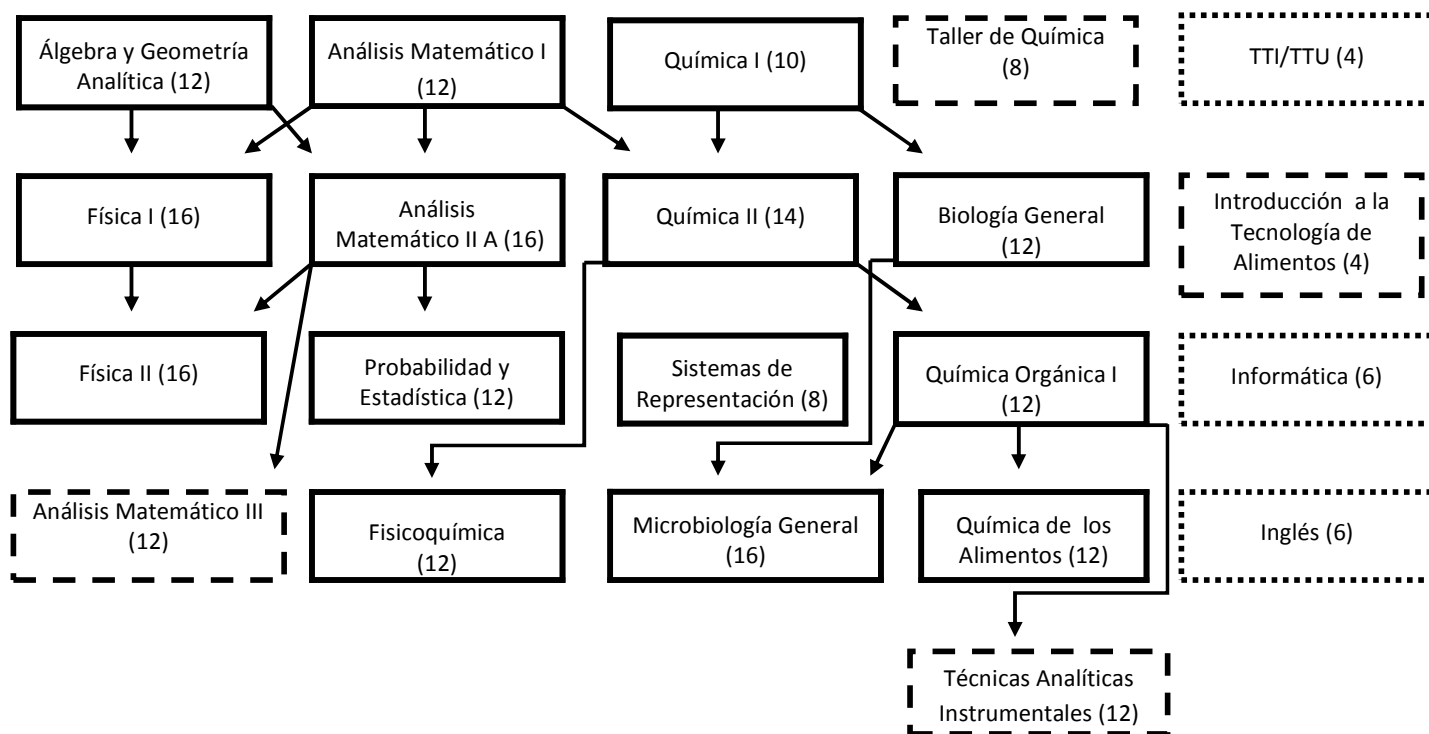 Álgebra y Geometría
Analítica (12)
Análisis Matemático I
(12)
Química I (10)
Taller de Química
(8)
TTI/TTU (4)
Física I (16)
Análisis
Matemático II A (16)
Química II (14)
Biología General
(12)
Introducción a la
Tecnología de
Alimentos (4)
Física II (16)
Probabilidad y
Estadística (12)
Sistemas de
Representación (8)
Química Orgánica I
(12)
Informática (6)
Análisis Matemático III
(12)
Fisicoquímica
(12)
Microbiología General
(16)
Química de los
Alimentos (12)
Inglés (6)
Técnicas Analíticas
Instrumentales (12)